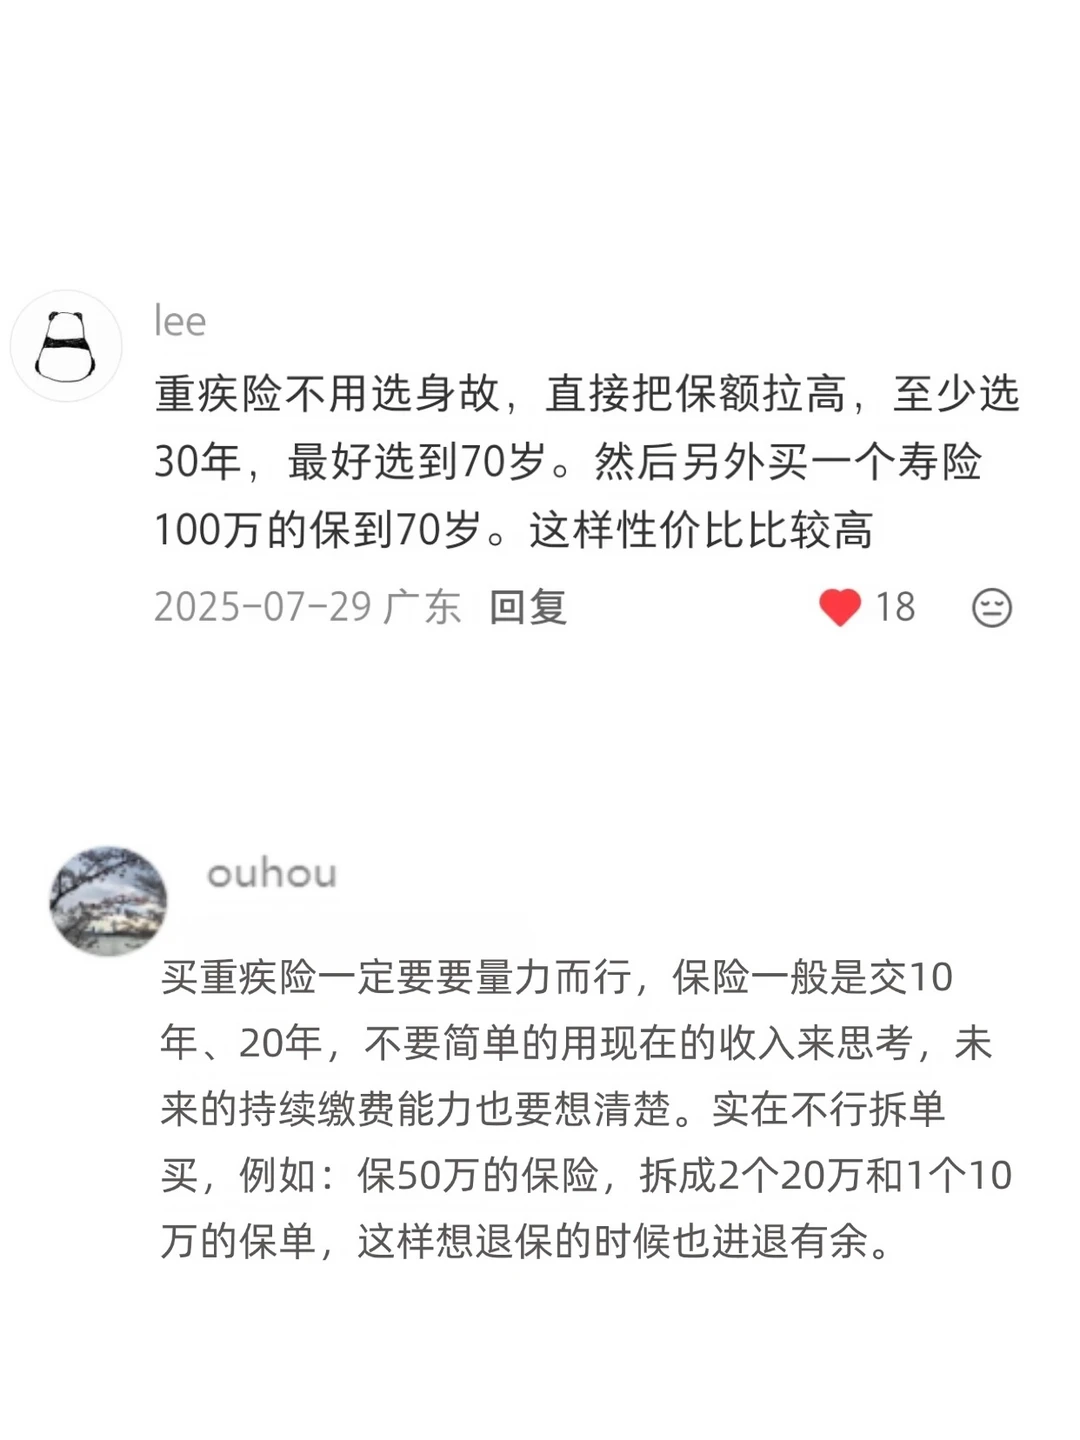 lee
重疾险不用选身故，直接把保额拉高，至少选
30年，最好选到70岁。然后另外买一个寿险
100万的保到70岁。这样性价比比较高
2025-07-29 广东 回复 18
ouhou
买重疾险一定要要量力而行，保险一般是交10
年、20年，不要简单的用现在的收入来思考，未
来的持续缴费能力也要想清楚。实在不行拆单
买，例如：保50万的保险，拆成2个20万和1个10
万的保单，这样想退保的时候也进退有余。